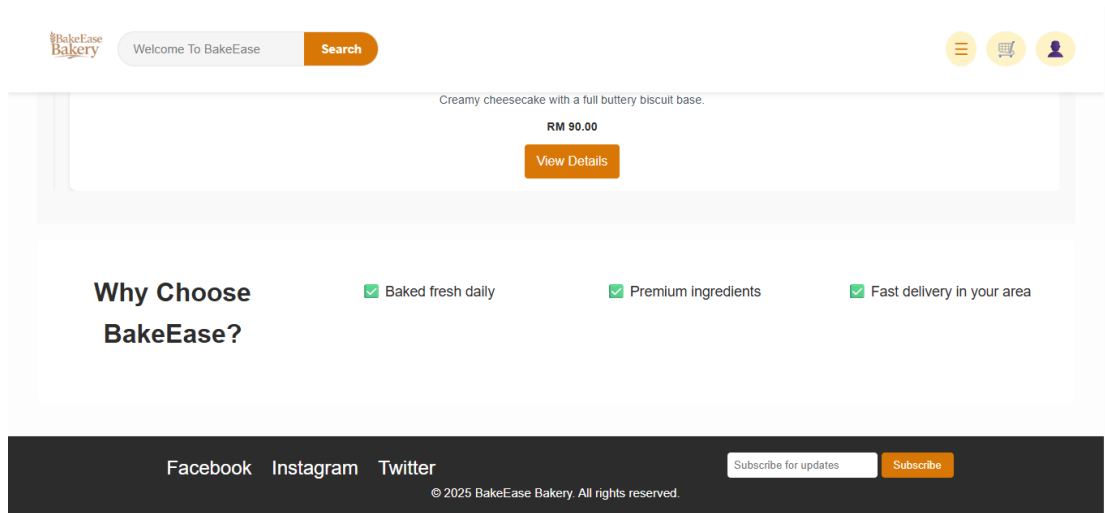 BakeEase
Bakery
Welcome To BakeEase
Search
Creamy cheesecake with a full buttery biscuit base.
RM 90.00
View Details
Why Choose
BakeEase?
✅ Baked fresh daily
✅ Premium ingredients
✅ Fast delivery in your area
Facebook Instagram Twitter
Subscribe for updates
Subscribe
© 2025 BakeEase Bakery. All rights reserved.